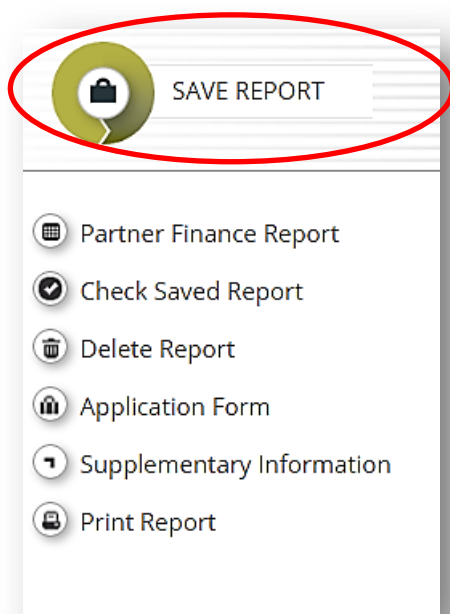 SAVE REPORT
Partner Finance Report
Check Saved Report
Delete Report
Application Form
Supplementary Information
Print Report